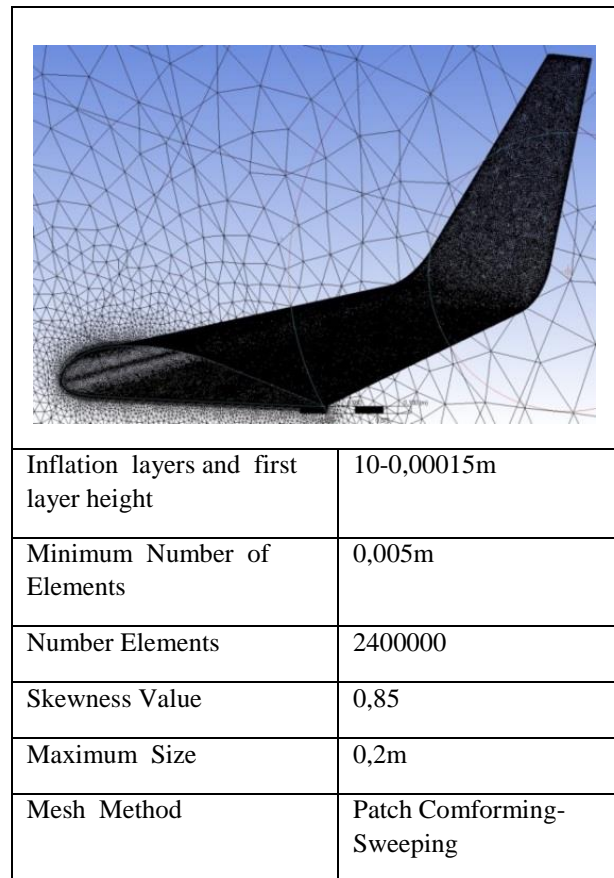 Inflation layers and first
layer height
10-0,00015m
Minimum Number of
Elements
0,005m
Number Elements
2400000
Skewness Value
0,85
Maximum Size
0,2m
Mesh Method
Patch Comforming-
Sweeping